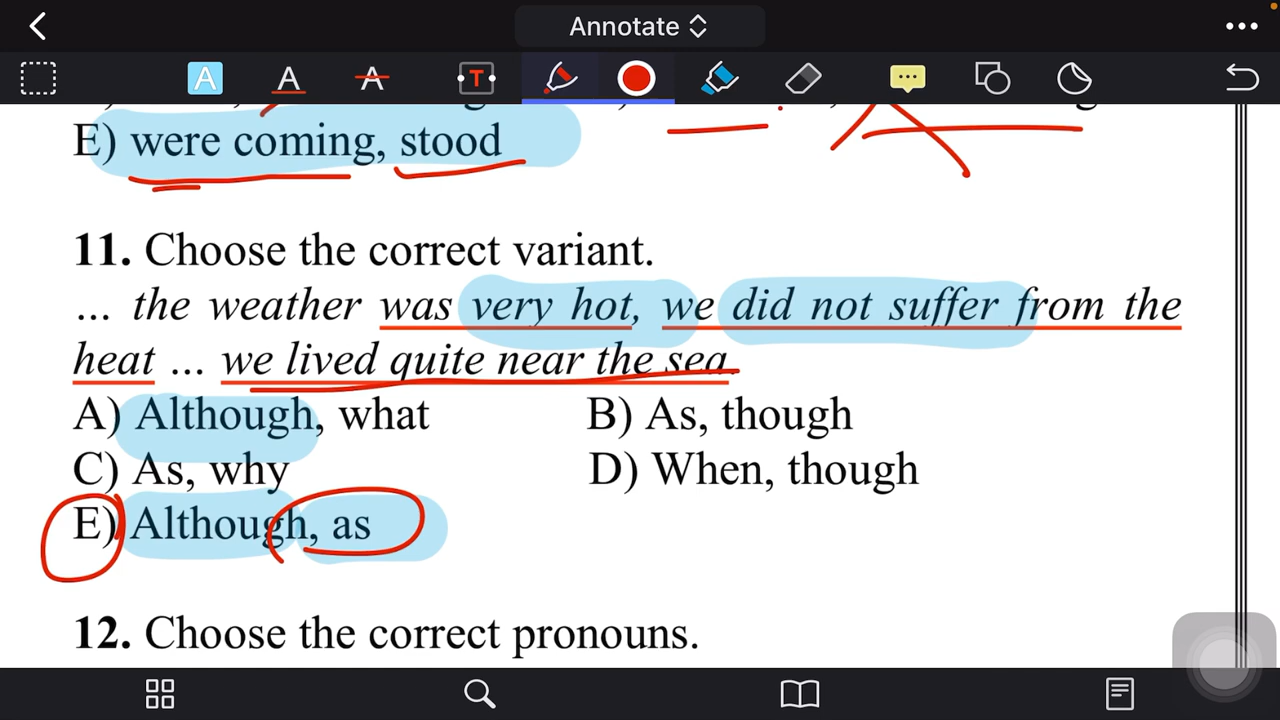 Annotate
A A A T
E) were coming, stood
11. Choose the correct variant.
... the weather was very hot, we did not suffer from the
heat ... we lived quite near the sea.
A) Although, what B) As, though
C) As, why D) When, though
E) Although, as
12. Choose the correct pronouns.